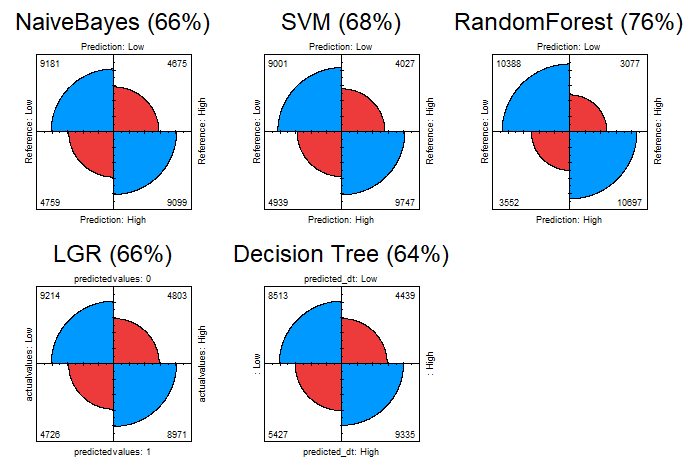 NaiveBayes (66%)
Prediction: Low
9181
4675
Reference: Low
Reference: High
4759
9099
Prediction: High
SVM (68%)
Prediction: Low
9001
4027
Reference: Low
Reference: High
4939
9747
Prediction: High
RandomForest (76%)
Prediction: Low
10388
3077
Reference: Low
Reference: High
3552
10697
Prediction: High
LGR (66%)
predictedvalues: 0
9214
4803
actualvalues: Low
actualvalues: High
4726
8971
predictedvalues: 1
Decision Tree (64%)
predicted_dt: Low
8513
4439
: Low
: High
5427
9335
predicted_dt: High